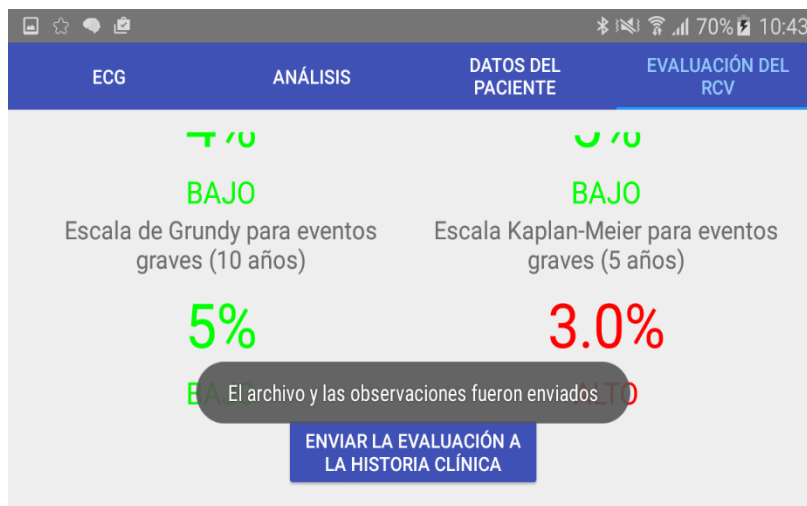 70% 10:43
ECG
ANÁLISIS
DATOS DEL
PACIENTE
EVALUACIÓN DEL
RCV
BAJO
BAJO
Escala de Grundy para eventos
graves (10 años)
Escala Kaplan-Meier para eventos
graves (5 años)
5%
3.0%
El archivo y las observaciones fueron enviados
ENVIAR LA EVALUACIÓN A
LA HISTORIA CLÍNICA